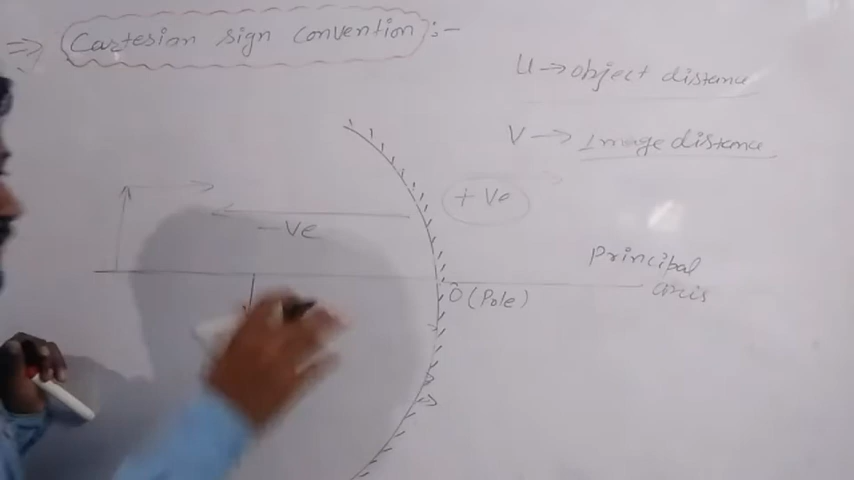 ⇒ Cartesian sign convention :-
U → object distance
V → Image distance
+ Ve
- Ve
Principal
axis
O (Pole)